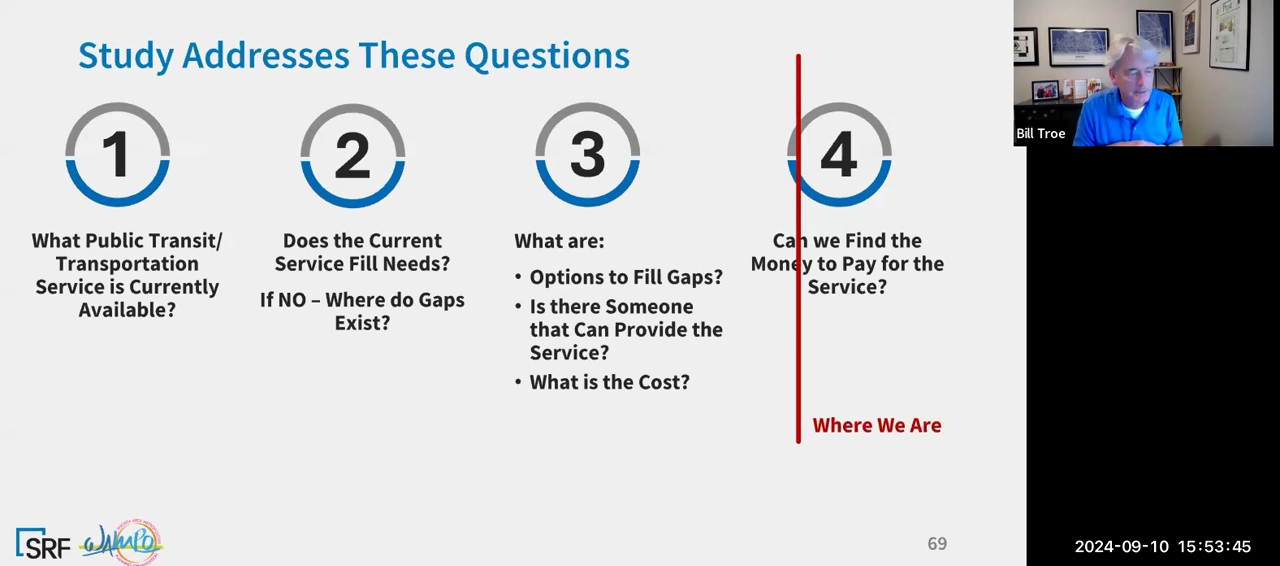 Study Addresses These Questions
1
2
3
4
What Public Transit/
Transportation
Service is Currently
Available?
Does the Current
Service Fill Needs?
If NO – Where do Gaps
Exist?
What are:
• Options to Fill Gaps?
• Is there Someone
that Can Provide the
Service?
• What is the Cost?
Can we Find the
Money to Pay for the
Service?
Where We Are
SRF
WAMPO
69
Bill Troe
2024-09-10 15:53:45